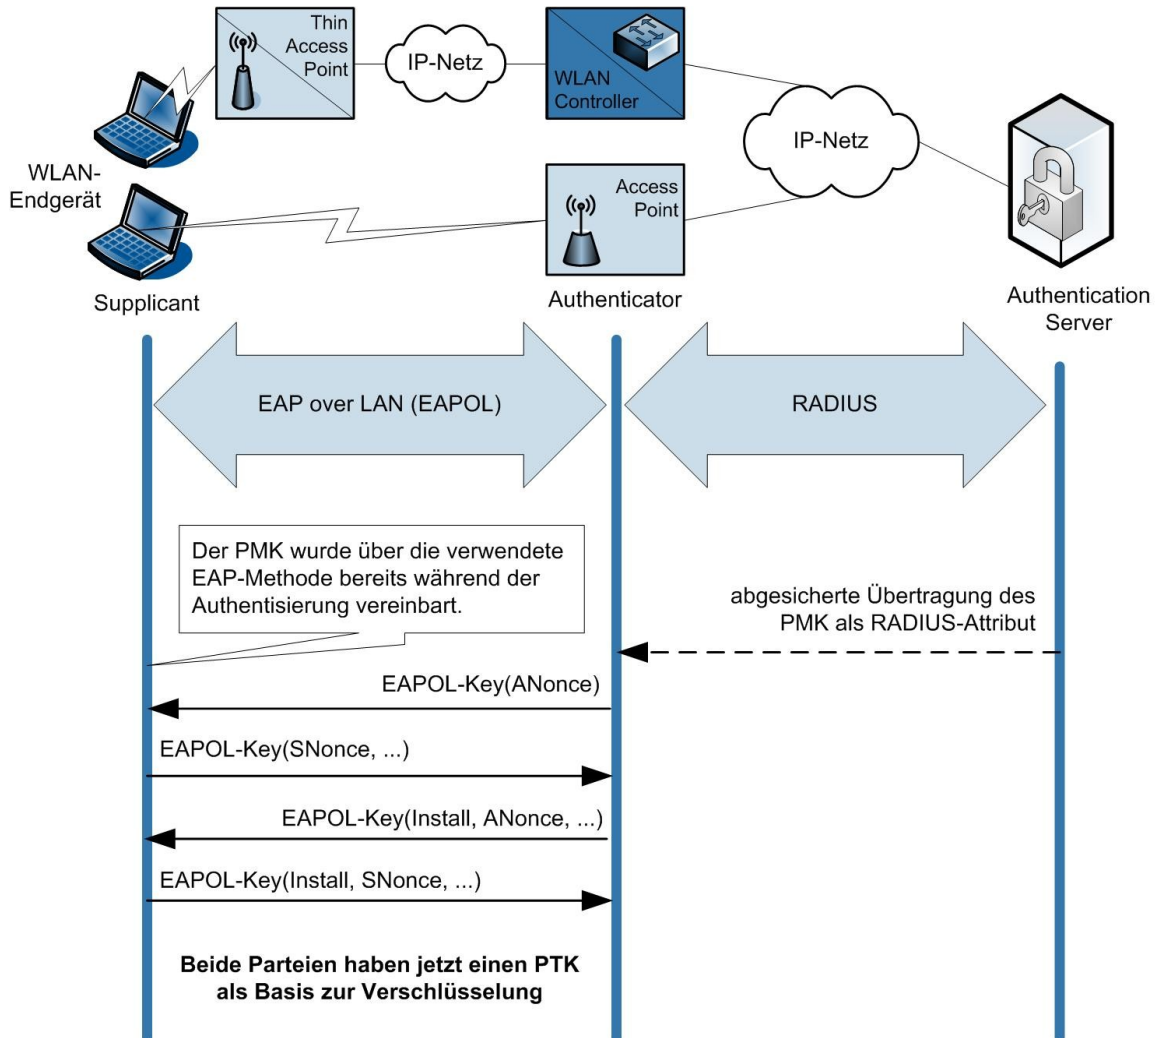 Thin
Access
Point
IP-Netz
WLAN
Controller
IP-Netz
WLAN-
Endgerät
Access
Point
Supplicant
Authenticator
Authentication
Server
EAP over LAN (EAPOL)
RADIUS
Der PMK wurde über die verwendete
EAP-Methode bereits während der
Authentisierung vereinbart.
abgesicherte Übertragung des
PMK als RADIUS-Attribut
EAPOL-Key(ANonce)
EAPOL-Key(SNonce, ...)
EAPOL-Key(Install, ANonce, ...)
EAPOL-Key(Install, SNonce, ...)
Beide Parteien haben jetzt einen PTK
als Basis zur Verschlüsselung